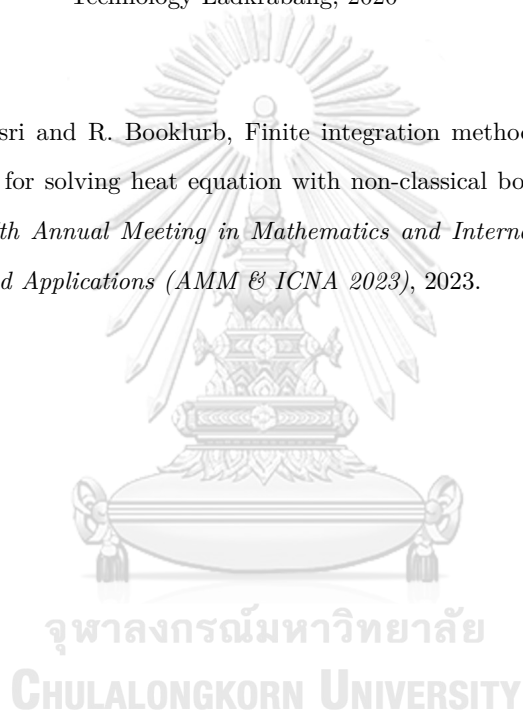 Technology Ladkrabang, 2020
sri and R. Booklurb, Finite integration metho
for solving heat equation with non-classical bo
th Annual Meeting in Mathematics and Interna
d Applications (AMM & ICNA 2023), 2023.
จุฬาลงกรณ์มหาวิทยาลัย
CHULALONGKORN UNIVERSITY